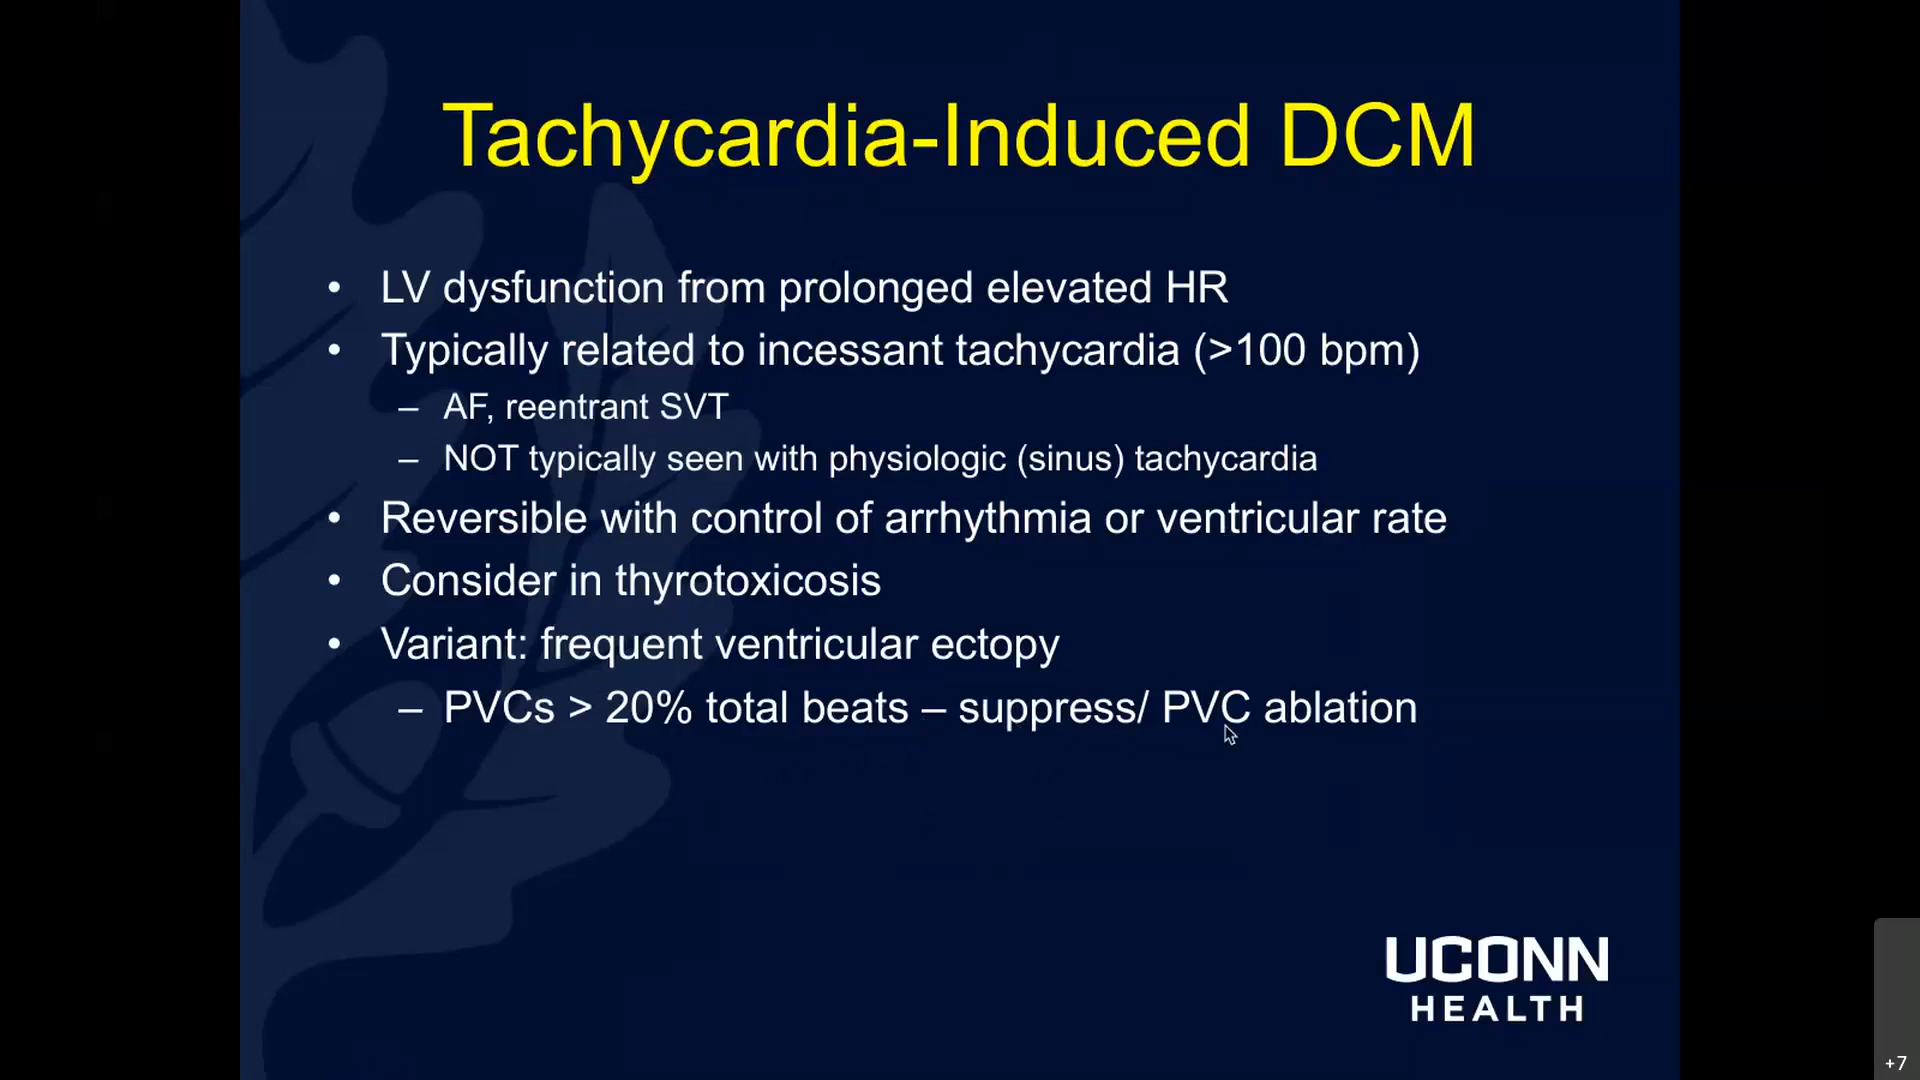 Tachycardia-Induced DCM
• LV dysfunction from prolonged elevated HR
• Typically related to incessant tachycardia (>100 bpm)
– AF, reentrant SVT
– NOT typically seen with physiologic (sinus) tachycardia
• Reversible with control of arrhythmia or ventricular rate
• Consider in thyrotoxicosis
• Variant: frequent ventricular ectopy
– PVCs > 20% total beats – suppress/ PVC ablation
UCONN
HEALTH
+7